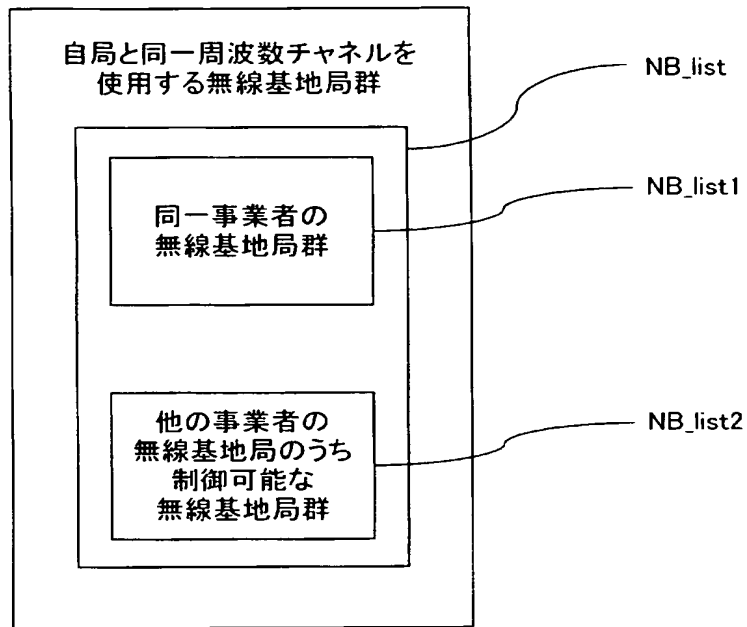 自局と同一周波数チャネルを
使用する無線基地局群
NB_list
同一事業者の
無線基地局群
NB_list1
他の事業者の
無線基地局のうち
制御可能な
無線基地局群
NB_list2